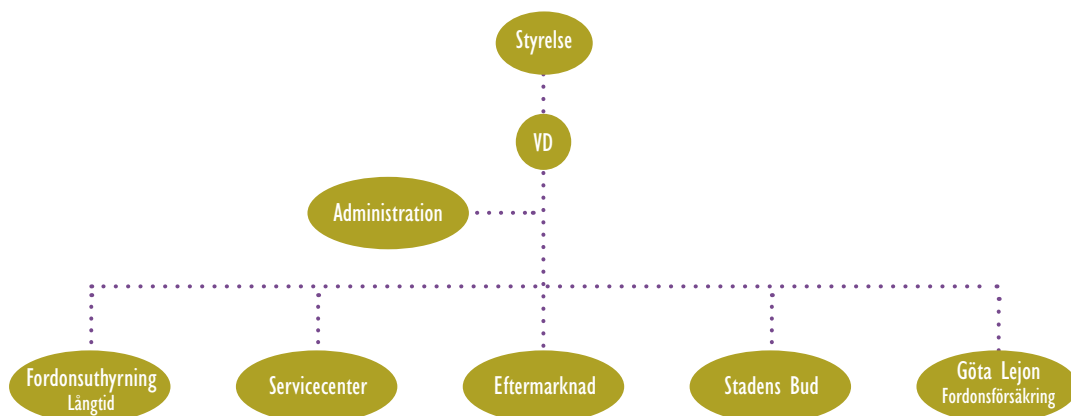 Styrelse
VD
Administration
Fordonsuthyrning
Långtid
Servicecenter
Eftermarknad
Stadens Bud
Göta Lejon
Fordonsförsäkring